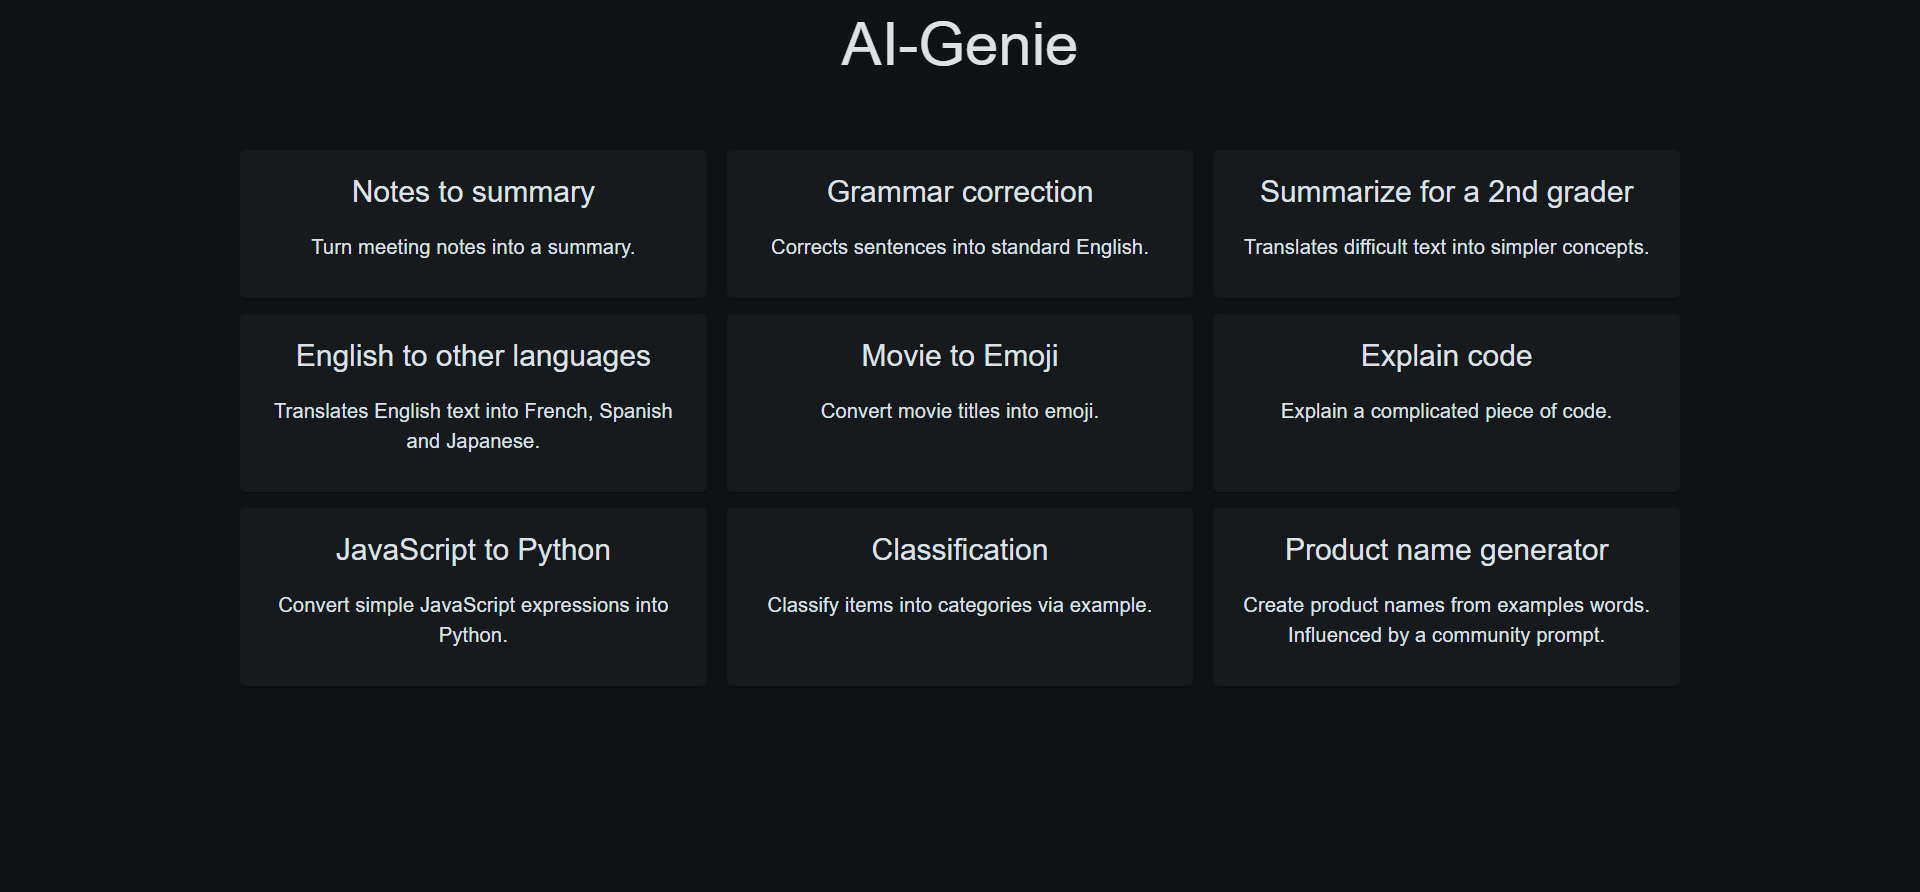 AI-Genie
Notes to summary
Turn meeting notes into a summary.
Grammar correction
Corrects sentences into standard English.
Summarize for a 2nd grader
Translates difficult text into simpler concepts.
English to other languages
Translates English text into French, Spanish
and Japanese.
Movie to Emoji
Convert movie titles into emoji.
Explain code
Explain a complicated piece of code.
JavaScript to Python
Convert simple JavaScript expressions into
Python.
Classification
Classify items into categories via example.
Product name generator
Create product names from examples words.
Influenced by a community prompt.